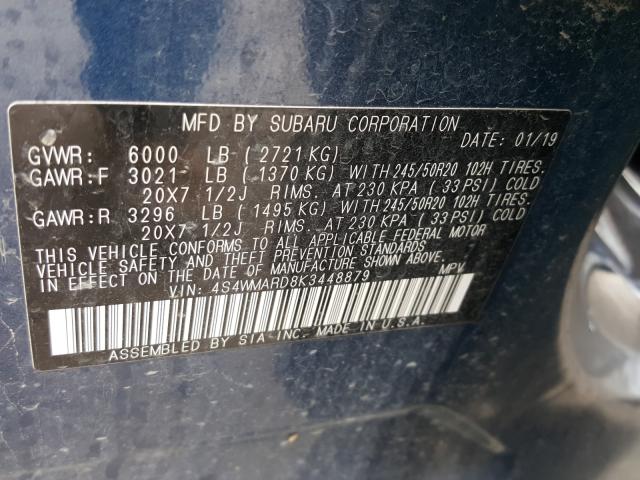 MFD BY SUBARU CORPORATION
DATE: 01/19
GVWR: 6000 LB ( 2721 KG)
GAWR:F 3021 LB ( 1370 KG) WITH 245/50R20 102H TIRES.
20X7 1/2J RIMS. AT 230 KPA ( 33 PSI) COLD
GAWR:R 3296 LB ( 1495 KG) WITH 245/50R20 102H TIRES.
20X7 1/2J RIMS. AT 230 KPA ( 33 PSI) COLD
THIS VEHICLE CONFORMS TO ALL APPLICABLE FEDERAL MOTOR
VEHICLE SAFETY AND THEFT PREVENTION STANDARDS
IN EFFECT ON THE DATE OF MANUFACTURE SHOWN ABOVE.
VIN: 4S4WMARD8K3448879 MPV
ASSEMBLED BY SIA-INC. MADE IN U.S.A.